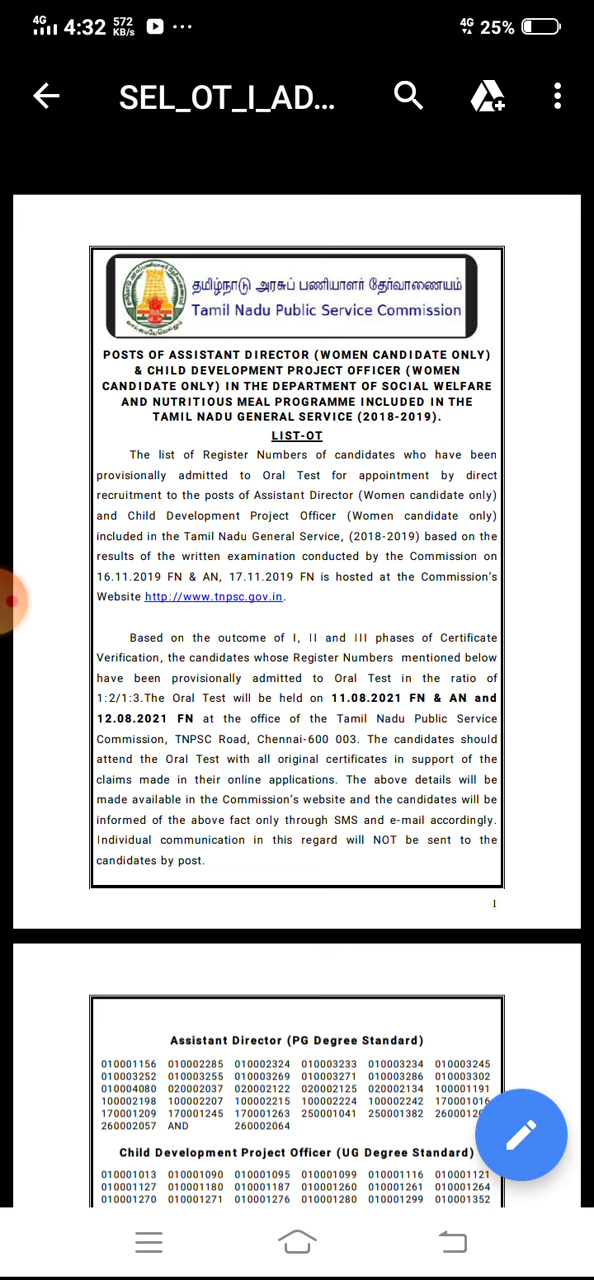 4G 4:32 572 KB/s ... 4G 25%
SEL_OT_I_AD...
தமிழ்நாடு அரசுப் பணியாளர் தேர்வாணையம்
Tamil Nadu Public Service Commission
POSTS OF ASSISTANT DIRECTOR (WOMEN CANDIDATE ONLY)
& CHILD DEVELOPMENT PROJECT OFFICER (WOMEN
CANDIDATE ONLY) IN THE DEPARTMENT OF SOCIAL WELFARE
AND NUTRITIOUS MEAL PROGRAMME INCLUDED IN THE
TAMIL NADU GENERAL SERVICE (2018-2019).
LIST-OT
The list of Register Numbers of candidates who have been
provisionally admitted to Oral Test for appointment by direct
recruitment to the posts of Assistant Director (Women candidate only)
and Child Development Project Officer (Women candidate only)
included in the Tamil Nadu General Service, (2018-2019) based on the
results of the written examination conducted by the Commission on
16.11.2019 FN & AN, 17.11.2019 FN is hosted at the Commission's
Website http://www.tnpsc.gov.in.
Based on the outcome of I, II and III phases of Certificate
Verification, the candidates whose Register Numbers mentioned below
have been provisionally admitted to Oral Test in the ratio of
1:2/1:3.The Oral Test will be held on 11.08.2021 FN & AN and
12.08.2021 FN at the office of the Tamil Nadu Public Service
Commission, TNPSC Road, Chennai-600 003. The candidates should
attend the Oral Test with all original certificates in support of the
claims made in their online applications. The above details will be
made available in the Commission's website and the candidates will be
informed of the above fact only through SMS and e-mail accordingly.
Individual communication in this regard will NOT be sent to the
candidates by post.
1
Assistant Director (PG Degree Standard)
010001156 010002285 010002324 010003233 010003234 010003245
010003252 010003255 010003269 010003271 010003286 010003302
010004080 020002037 020002122 020002125 020002134 100001191
100002198 100002207 100002215 100002224 100002242 170001016
170001209 170001245 170001263 250001041 250001382
260002057 AND 260002064
Child Development Project Officer (UG Degree Standard)
010001013 010001090 010001095 010001099 010001116 010001121
010001127 010001180 010001187 010001260 010001261 010001264
010001270 010001271 010001276 010001280 010001299 010001352